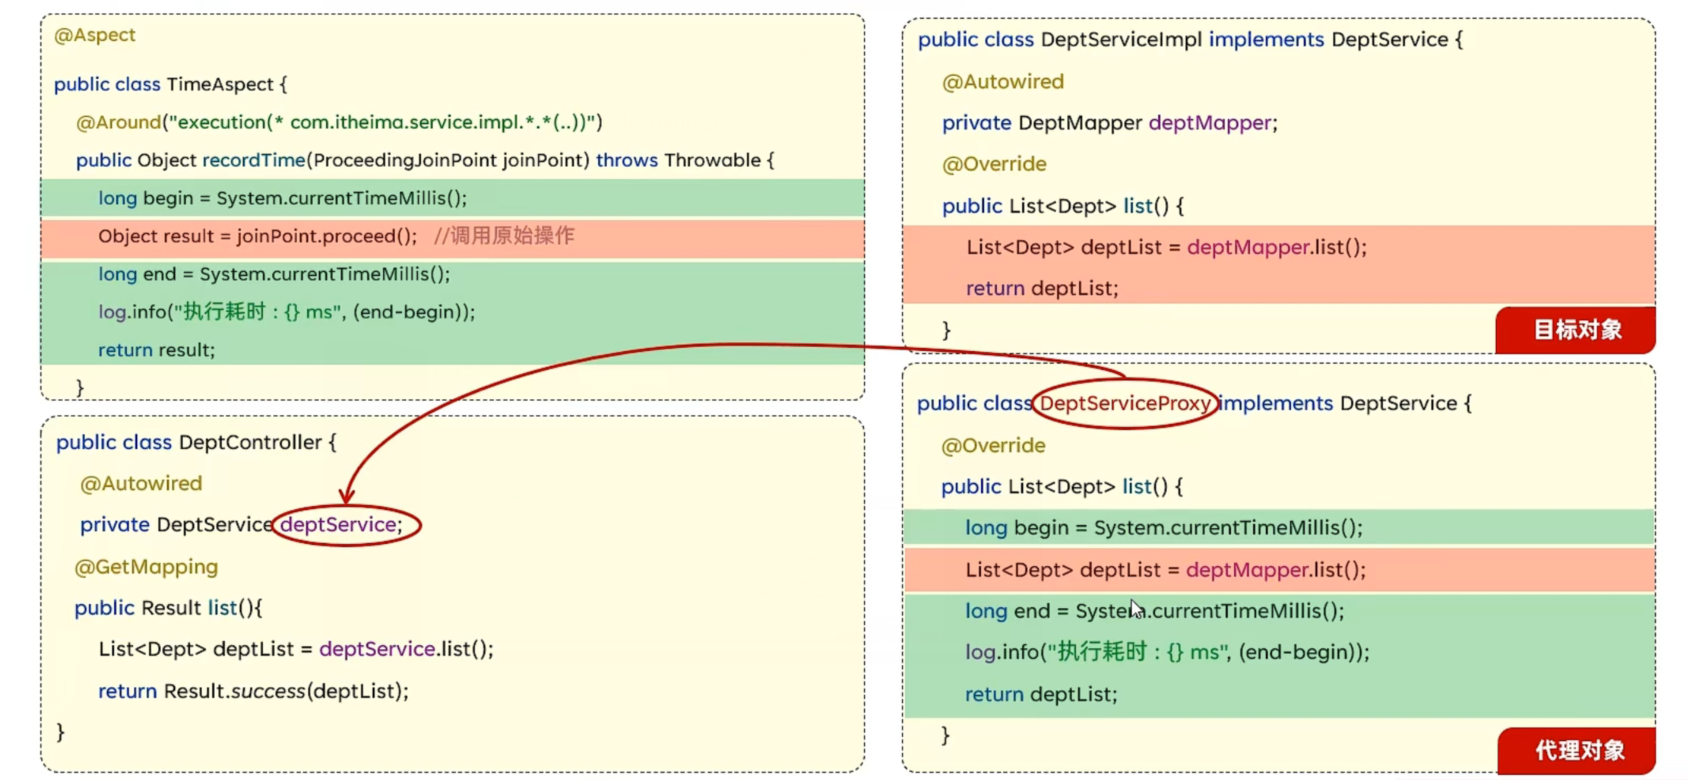 @Aspect
public class TimeAspect {
@Around("execution(* com.itheima.service.impl.*.*(..))")
public Object recordTime(ProceedingJoinPoint joinPoint) throws Throwable {
long begin = System.currentTimeMillis();
Object result = joinPoint.proceed(); //调用原始操作
long end = System.currentTimeMillis();
log.info("执行耗时 : {} ms", (end-begin));
return result;
}
public class DeptController {
@Autowired
private DeptService deptService;
@GetMapping
public Result list(){
List<Dept> deptList = deptService.list();
return Result.success(deptList);
}
public class DeptServiceImpl implements DeptService {
@Autowired
private DeptMapper deptMapper;
@Override
public List<Dept> list() {
List<Dept> deptList = deptMapper.list();
return deptList;
}
目标对象
public class DeptServiceProxy implements DeptService {
@Override
public List<Dept> list() {
long begin = System.currentTimeMillis();
List<Dept> deptList = deptMapper.list();
long end = System.currentTimeMillis();
log.info("执行耗时 : {} ms", (end-begin));
return deptList;
}
代理对象